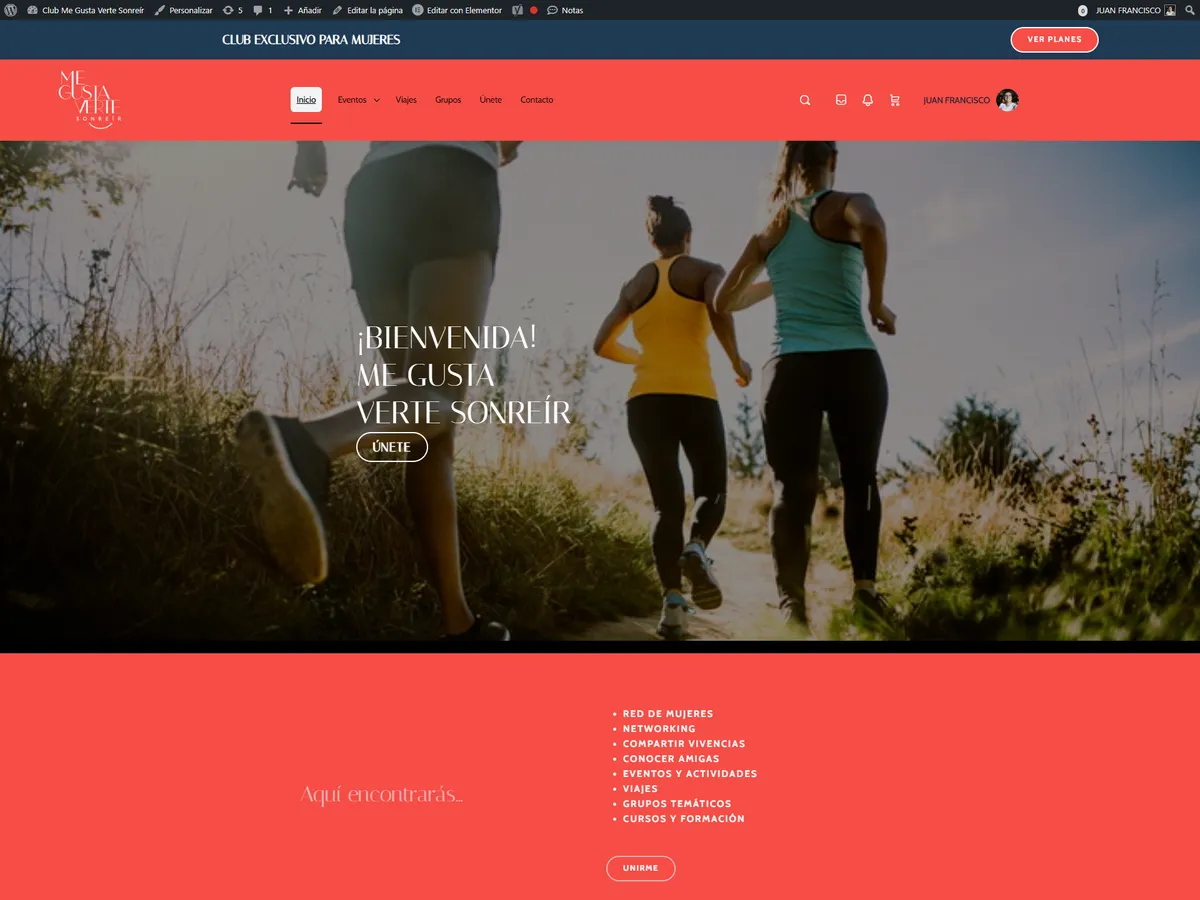 Club Me Gusta Verte Sonreír Personalizar 5 1 Añadir Editar la página Editar con Elementor Notas 0 JUAN FRANCISCO
CLUB EXCLUSIVO PARA MUJERES
VER PLANES
ME
GUSTA
VERTE
SONREÍR
Inicio Eventos Viajes Grupos Únete Contacto
JUAN FRANCISCO
¡BIENVENIDA!
ME GUSTA
VERTE SONREÍR
ÚNETE
Aquí encontrarás...
RED DE MUJERES
NETWORKING
COMPARTIR VIVENCIAS
CONOCER AMIGAS
EVENTOS Y ACTIVIDADES
VIAJES
GRUPOS TEMÁTICOS
CURSOS Y FORMACIÓN
UNIRME